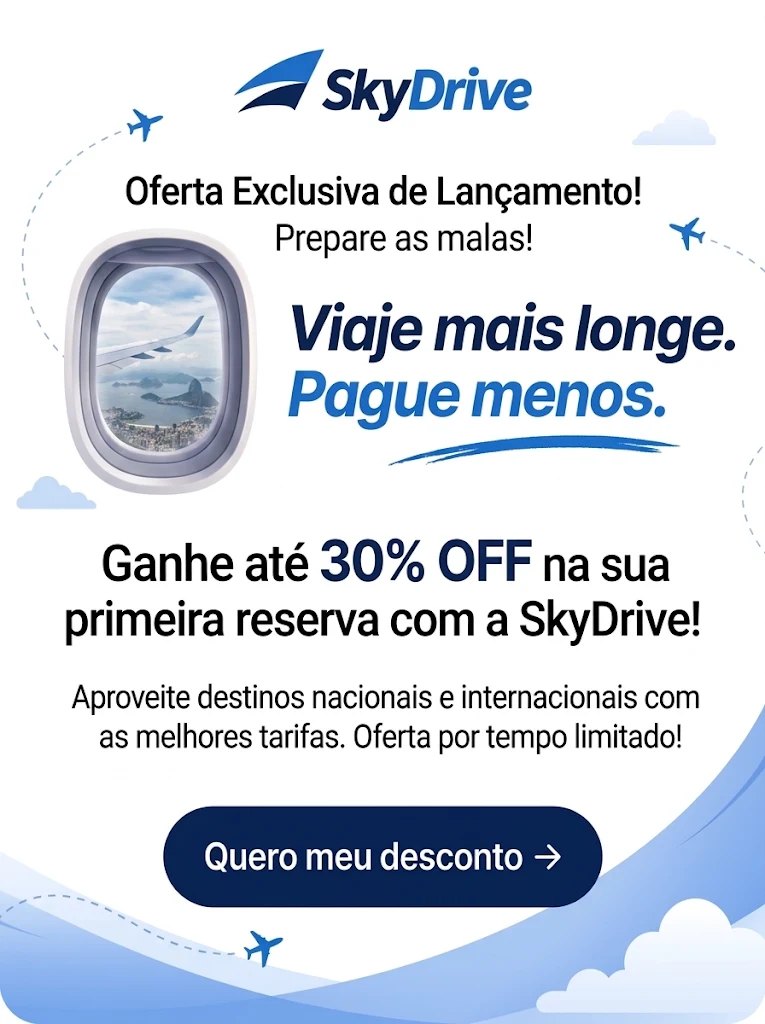 SkyDrive
Oferta Exclusiva de Lançamento!
Prepare as malas!
Viaje mais longe.
Pague menos.
Ganhe até 30% OFF na sua
primeira reserva com a SkyDrive!
Aproveite destinos nacionais e internacionais com
as melhores tarifas. Oferta por tempo limitado!
Quero meu desconto →